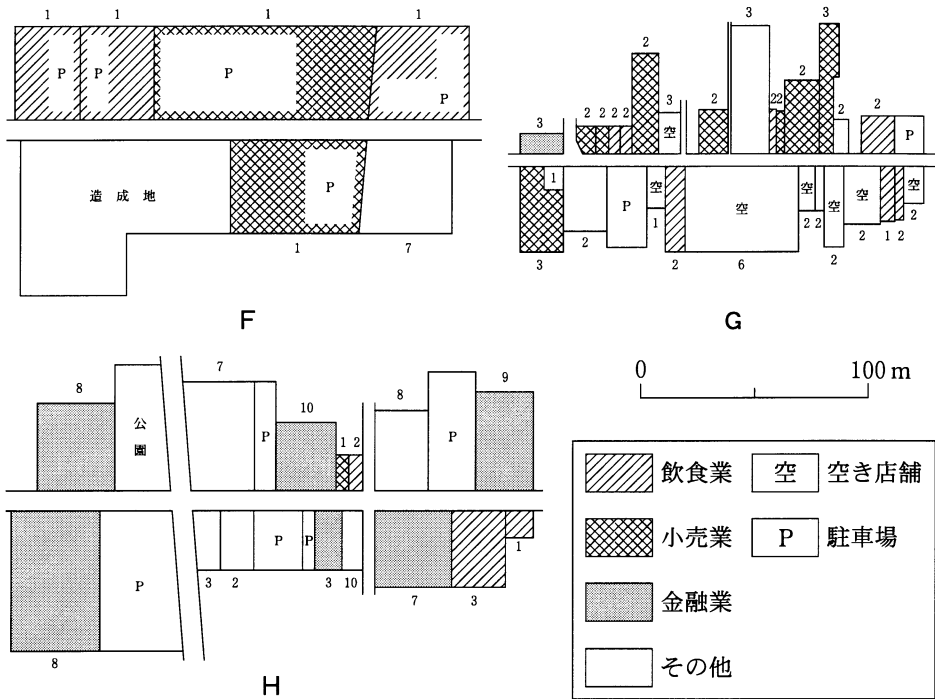 1 1 1 1
P P P P
造成地 P
1 7
F
3 2 2 2 2 2 3 2 3 2 2 2 3 2 2
空 P
1 P 空 空 空 空 空 空
3 2 1 2 6 2 2 2 1 2 2
G
8 7 10 1 2 8 9
公園 P P
P P P
8 3 2 3 10 7 3 1
H
0 100 m
飲食業 空 空き店舗
小売業 P 駐車場
金融業
その他